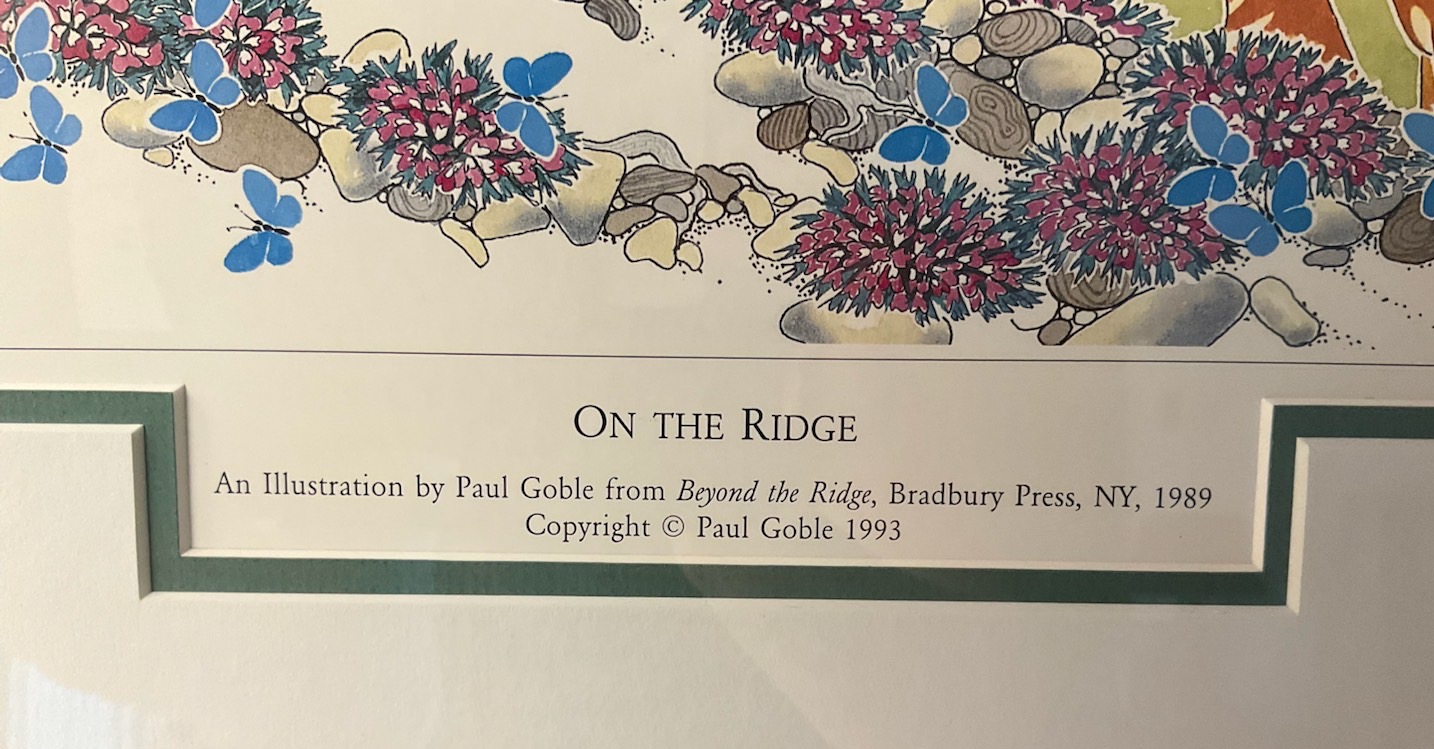 ON THE RIDGE
An Illustration by Paul Goble from Beyond the Ridge, Bradbury Press, NY, 1989
Copyright © Paul Goble 1993